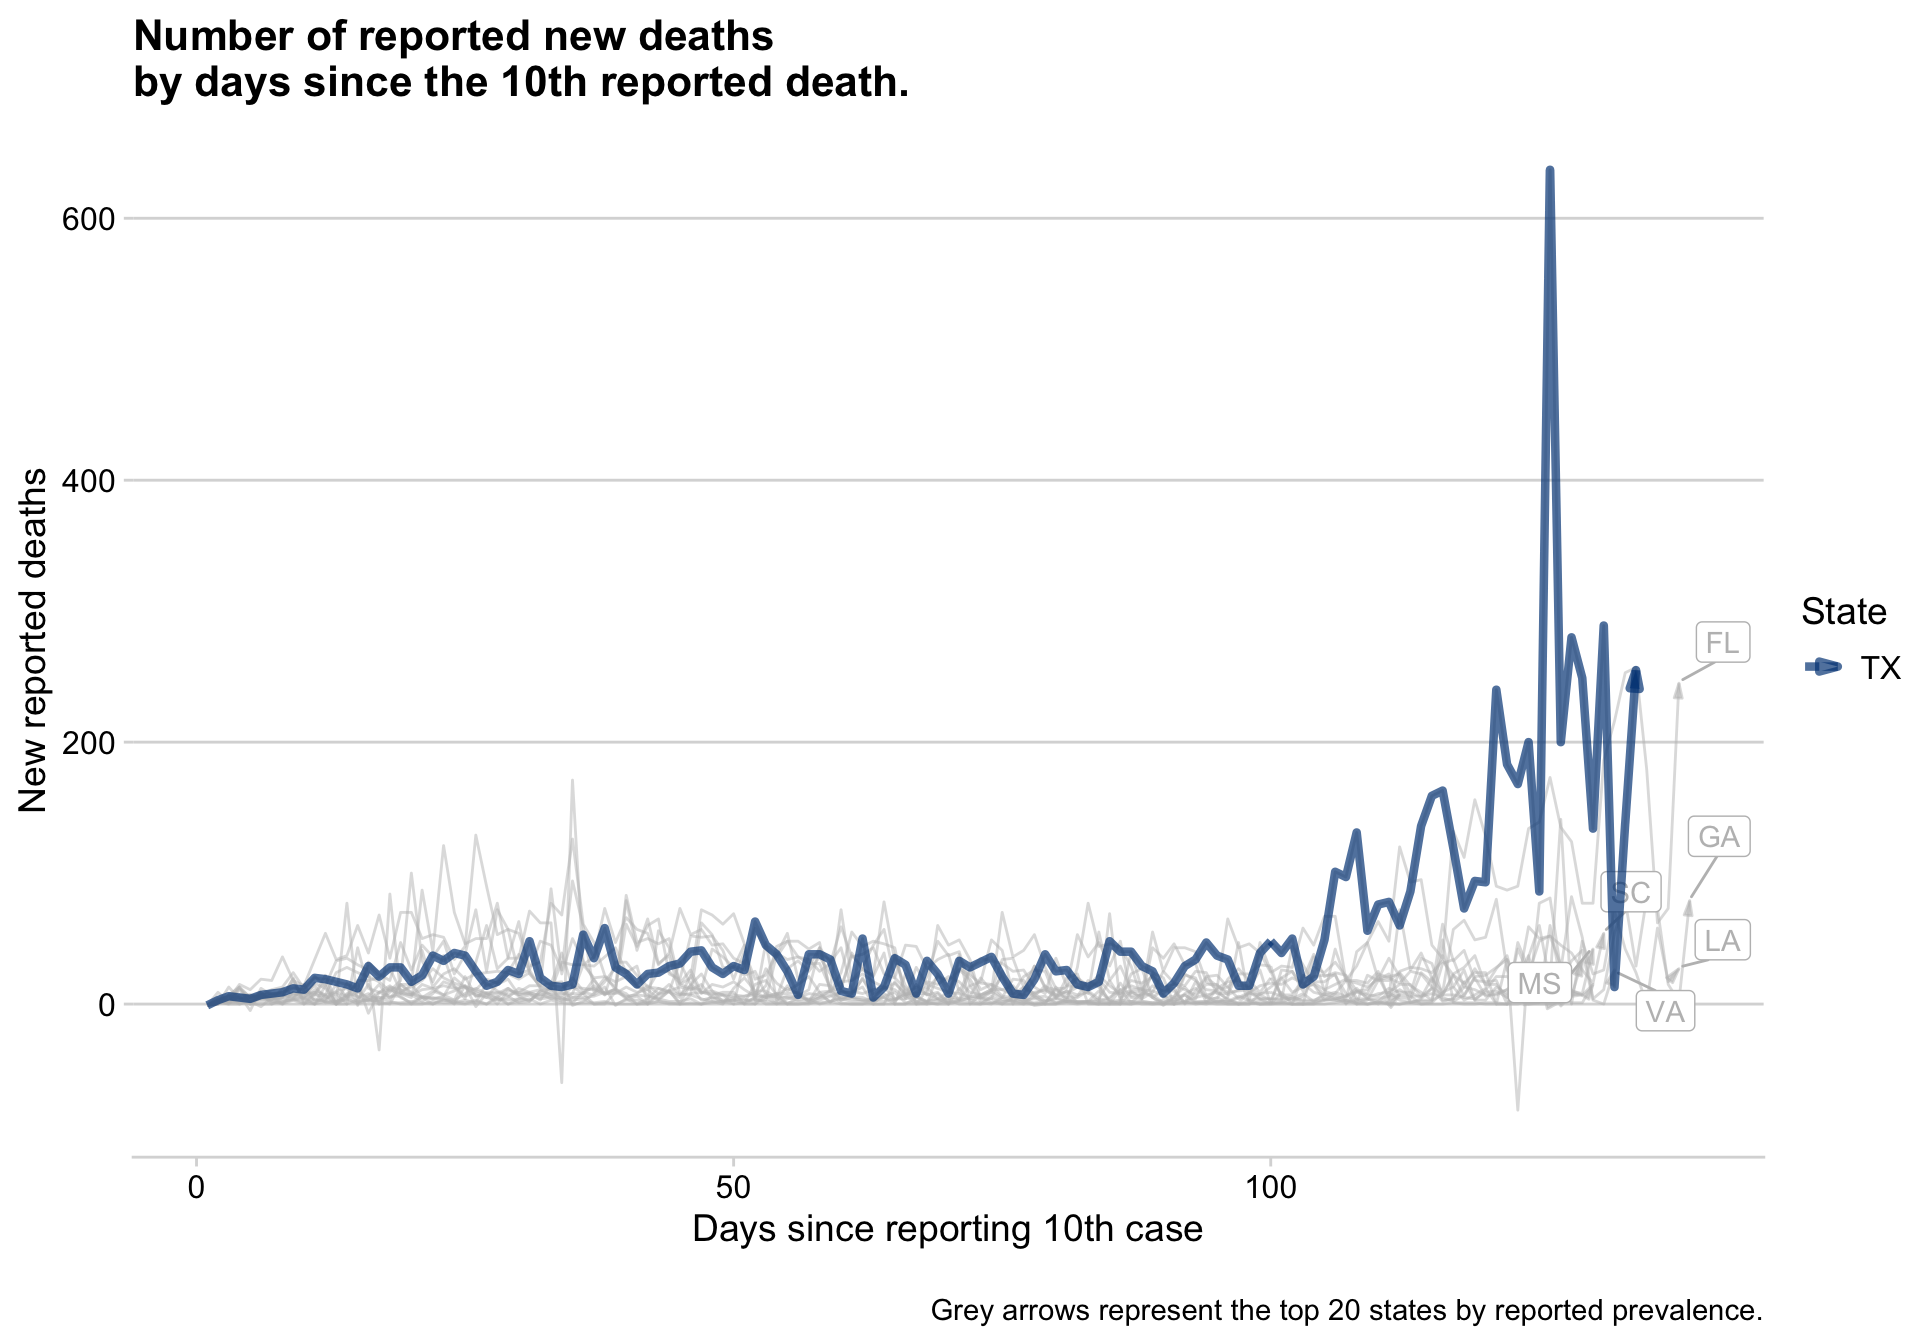 Number of reported new deaths
by days since the 10th reported death.
New reported deaths
600
400
200
0
0
50
100
Days since reporting 10th case
FL
GA
SC
LA
MS
VA
State
TX
Grey arrows represent the top 20 states by reported prevalence.